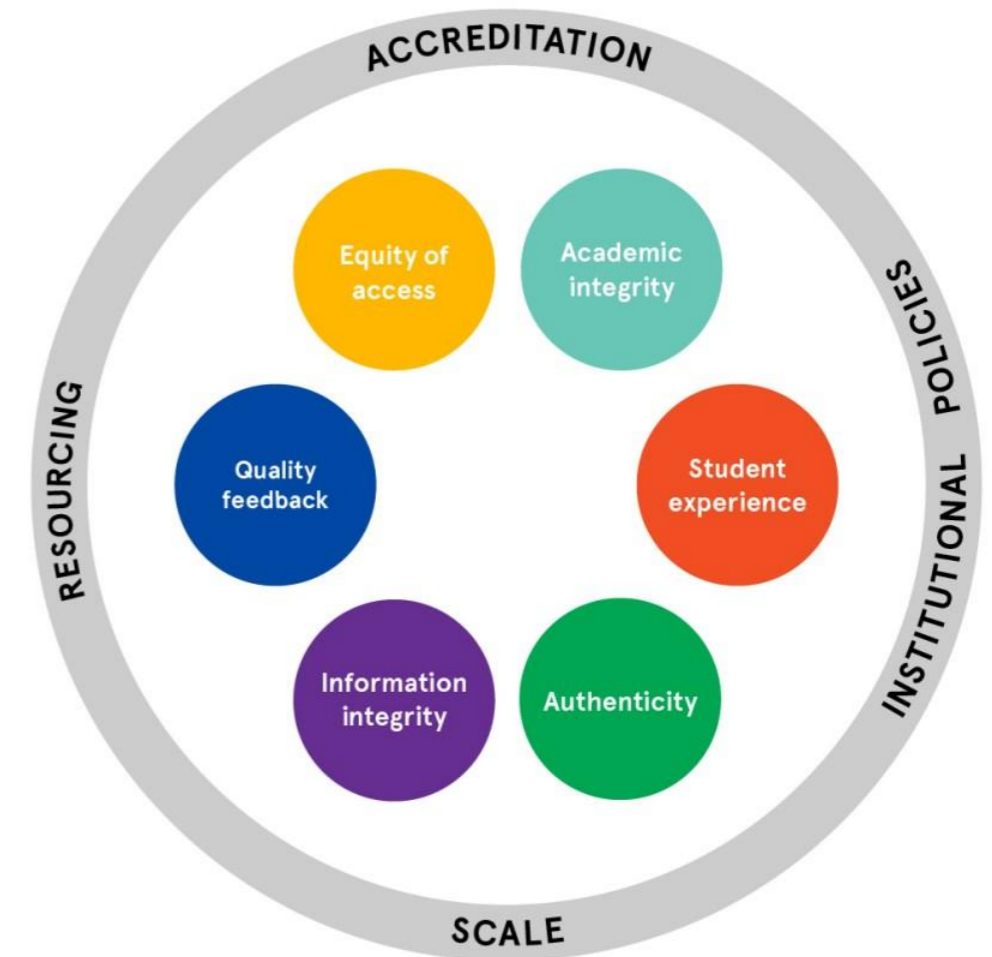 ACCREDITATION
Equity of
access
Academic
integrity
INSTITUTIONAL POLICIES
RESOURCING
Quality
feedback
Student
experience
Information
integrity
Authenticity
SCALE